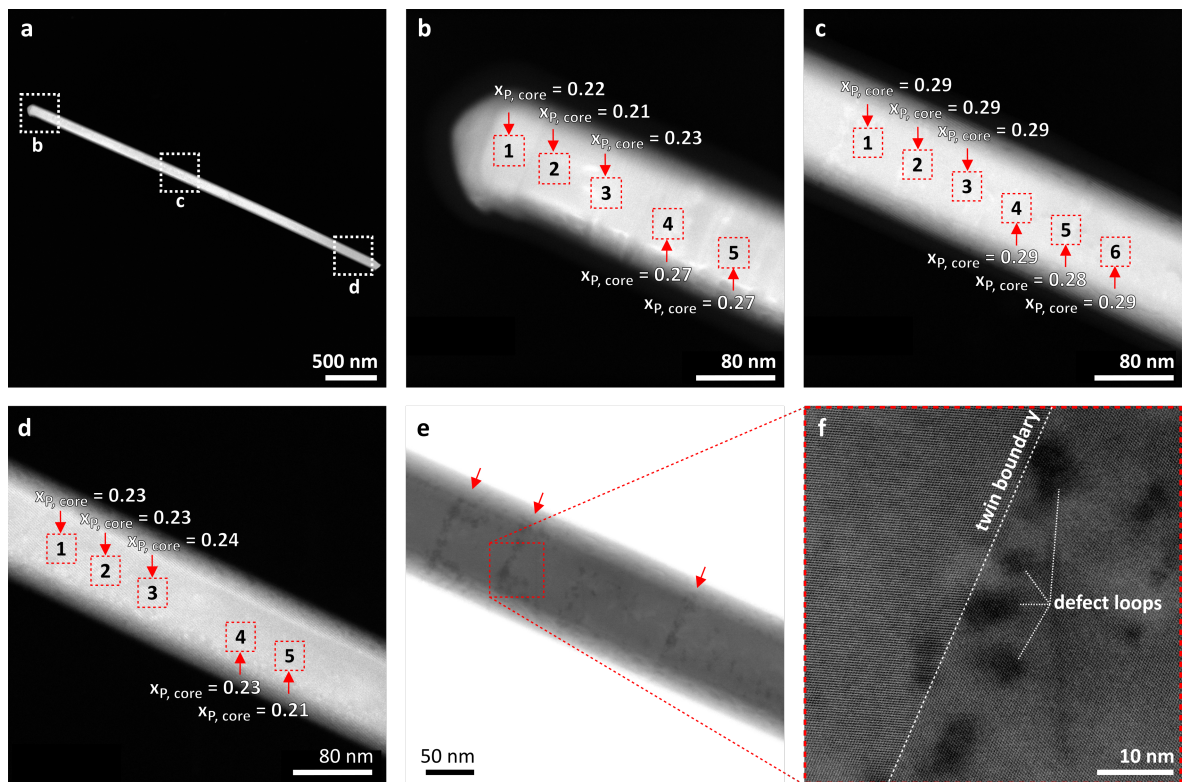 a
b
c
d
500 nm
b
xP, core = 0.22
xP, core = 0.21
xP, core = 0.23
1
2
3
4
5
xP, core = 0.27
xP, core = 0.27
80 nm
c
xP, core = 0.29
xP, core = 0.29
xP, core = 0.29
1
2
3
4
5
6
xP, core = 0.29
xP, core = 0.28
xP, core = 0.29
80 nm
d
xP, core = 0.23
xP, core = 0.23
xP, core = 0.24
1
2
3
4
5
xP, core = 0.23
xP, core = 0.21
80 nm
e
50 nm
f
twin boundary
defect loops
10 nm